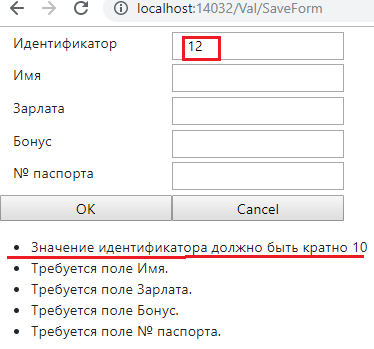 localhost:14032/Val/SaveForm
Идентификатор 12
Имя
Зарлата
Бонус
№ паспорта
OK Cancel
• Значение идентификатора должно быть кратно 10
• Требуется поле Имя.
• Требуется поле Зарлата.
• Требуется поле Бонус.
• Требуется поле № паспорта.